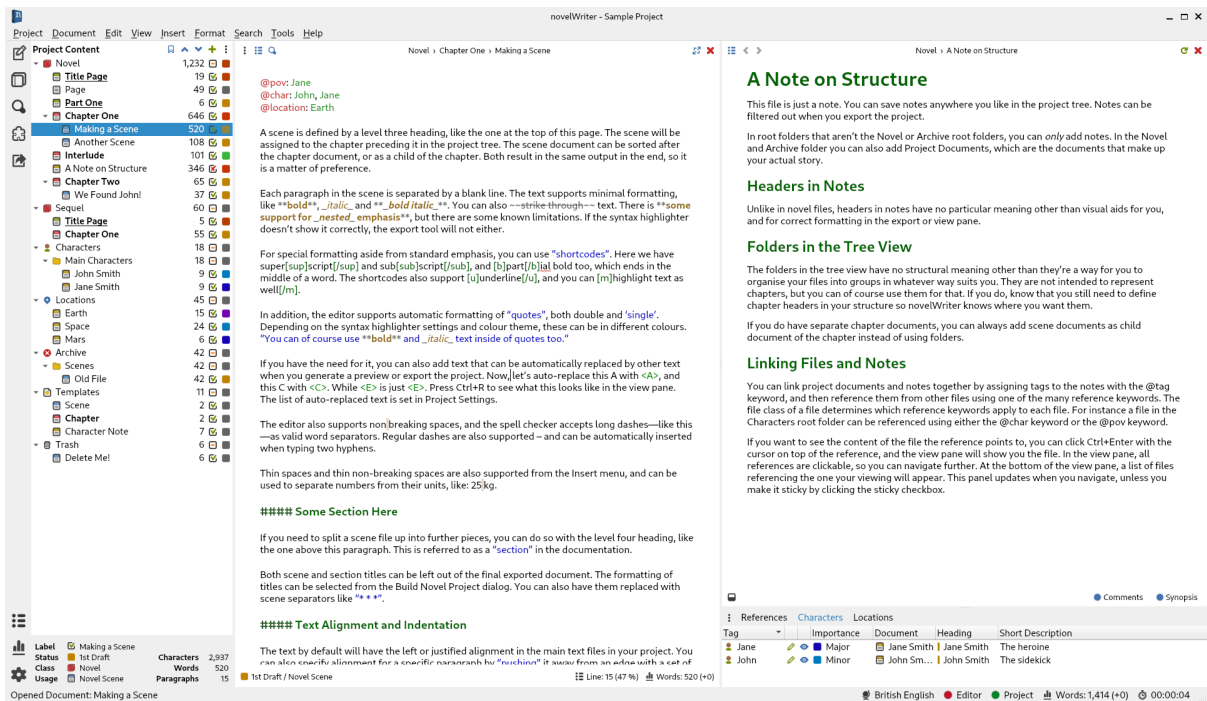 novelWriter - Sample Project
Project Document Edit View Insert Format Search Tools Help
Project Content
Novel 1,232
Title Page 19
Page 49
Part One 6
Chapter One 646
Making a Scene 520
Another Scene 108
Interlude 101
A Note on Structure 346
Chapter Two 65
We Found John! 37
Sequel 60
Title Page 5
Chapter One 55
Characters 18
Main Characters 18
John Smith 9
Jane Smith 9
Locations 45
Earth 15
Space 24
Mars 6
Archive 42
Scenes 42
Old File 42
Templates 11
Scene 2
Chapter 2
Character Note 7
Trash 6
Delete Me! 6
Label Making a Scene
Status 1st Draft Characters 2,937
Class Novel Words 520
Usage Novel Scene Paragraphs 15
Novel › Chapter One › Making a Scene
@pov: Jane
@char: John, Jane
@location: Earth
A scene is defined by a level three heading, like the one at the top of this page. The scene will be
assigned to the chapter preceding it in the project tree. The scene document can be sorted after
the chapter document, or as a child of the chapter. Both result in the same output in the end, so it
is a matter of preference.
Each paragraph in the scene is separated by a blank line. The text supports minimal formatting,
like **bold**, _italic_ and **_bold italic_**. You can also ~~strike through~~ text. There is **some
support for _nested_ emphasis**, but there are some known limitations. If the syntax highlighter
doesn't show it correctly, the export tool will not either.
For special formatting aside from standard emphasis, you can use “shortcodes”. Here we have
super[sup]script[/sup] and sub[sub]script[/sub], and [b]part[/b]ial bold too, which ends in the
middle of a word. The shortcodes also support [u]underline[/u], and you can [m]highlight text as
well[/m].
In addition, the editor supports automatic formatting of “quotes”, both double and ‘single’.
Depending on the syntax highlighter settings and colour theme, these can be in different colours.
“You can of course use **bold** and _italic_ text inside of quotes too.”
If you have the need for it, you can also add text that can be automatically replaced by other text
when you generate a preview or export the project. Now, let’s auto-replace this A with <A>, and
this C with <C>. While <E> is just <E>. Press Ctrl+R to see what this looks like in the view pane.
The list of auto-replaced text is set in Project Settings.
The editor also supports non breaking spaces, and the spell checker accepts long dashes—like this
—as valid word separators. Regular dashes are also supported – and can be automatically inserted
when typing two hyphens.
Thin spaces and thin non-breaking spaces are also supported from the Insert menu, and can be
used to separate numbers from their units, like: 25 kg.
#### Some Section Here
If you need to split a scene file up into further pieces, you can do so with the level four heading, like
the one above this paragraph. This is referred to as a “section” in the documentation.
Both scene and section titles can be left out of the final exported document. The formatting of
titles can be selected from the Build Novel Project dialog. You can also have them replaced with
scene separators like “* * *”.
#### Text Alignment and Indentation
The text by default will have the left or justified alignment in the main text files in your project. You
can also specify alignment for a specific paragraph by “pushing” it away from an edge with a set of
1st Draft / Novel Scene Line: 15 (47 %) Words: 520 (+0)
Novel › A Note on Structure
A Note on Structure
This file is just a note. You can save notes anywhere you like in the project tree. Notes can be
filtered out when you export the project.
In root folders that aren’t the Novel or Archive root folders, you can only add notes. In the Novel
and Archive folder you can also add Project Documents, which are the documents that make up
your actual story.
Headers in Notes
Unlike in novel files, headers in notes have no particular meaning other than visual aids for you,
and for correct formatting in the export or view pane.
Folders in the Tree View
The folders in the tree view have no structural meaning other than they’re a way for you to
organise your files into groups in whatever way suits you. They are not intended to represent
chapters, but you can of course use them for that. If you do, know that you still need to define
chapter headers in your structure so novelWriter knows where you want them.
If you do have separate chapter documents, you can always add scene documents as child
document of the chapter instead of using folders.
Linking Files and Notes
You can link project documents and notes together by assigning tags to the notes with the @tag
keyword, and then reference them from other files using one of the many reference keywords. The
file class of a file determines which reference keywords apply to each file. For instance a file in the
Characters root folder can be referenced using either the @char keyword or the @pov keyword.
If you want to see the content of the file the reference points to, you can click Ctrl+Enter with the
cursor on top of the reference, and the view pane will show you the file. In the view pane, all
references are clickable, so you can navigate further. At the bottom of the view pane, a list of files
referencing the one your viewing will appear. This panel updates when you navigate, unless you
make it sticky by clicking the sticky checkbox.
Comments Synopsis
References Characters Locations
Tag Importance Document Heading Short Description
Jane Major Jane Smith Jane Smith The heroine
John Minor John Sm... John Smith The sidekick
Opened Document: Making a Scene
British English Editor Project Words: 1,414 (+0) 00:00:04